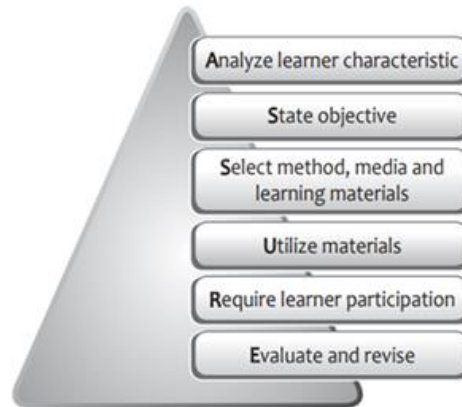 Analyze learner characteristic
State objective
Select method, media and
learning materials
Utilize materials
Require learner participation
Evaluate and revise